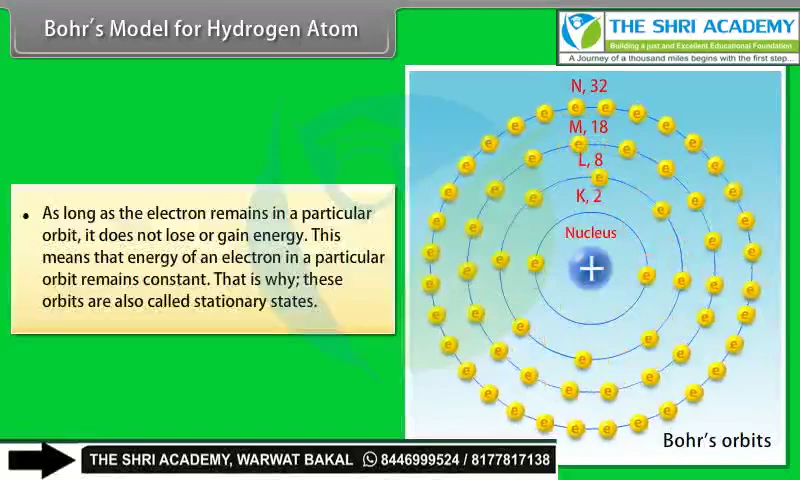 Bohr's Model for Hydrogen Atom
THE SHRI ACADEMY
Building a just and Excellent Educational Foundation
A Journey of a thousand miles begins with the first step...
• As long as the electron remains in a particular
orbit, it does not lose or gain energy. This
means that energy of an electron in a particular
orbit remains constant. That is why; these
orbits are also called stationary states.
N, 32
M, 18
L, 8
K, 2
Nucleus
+
Bohr's orbits
THE SHRI ACADEMY, WARWAT BAKAL 8446999524 / 8177817138